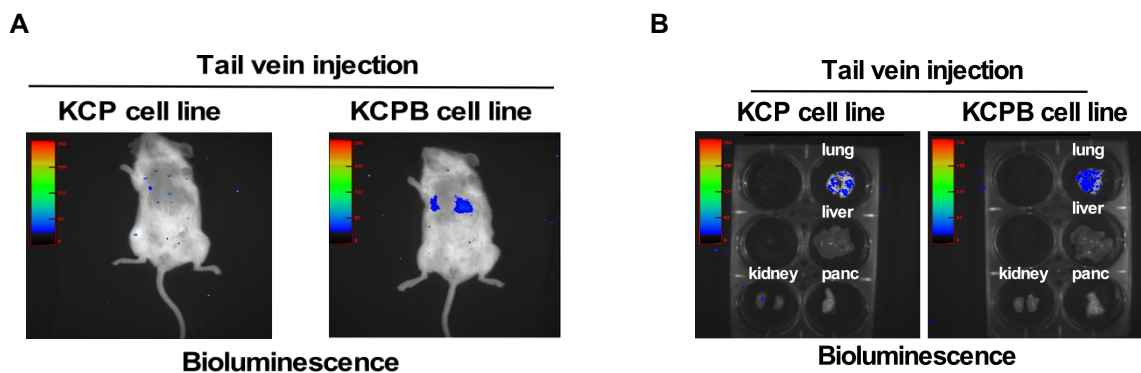 A
Tail vein injection
KCP cell line
KCPB cell line
Bioluminescence
B
Tail vein injection
KCP cell line
KCPB cell line
lung
liver
kidney panc
lung
liver
kidney panc
Bioluminescence